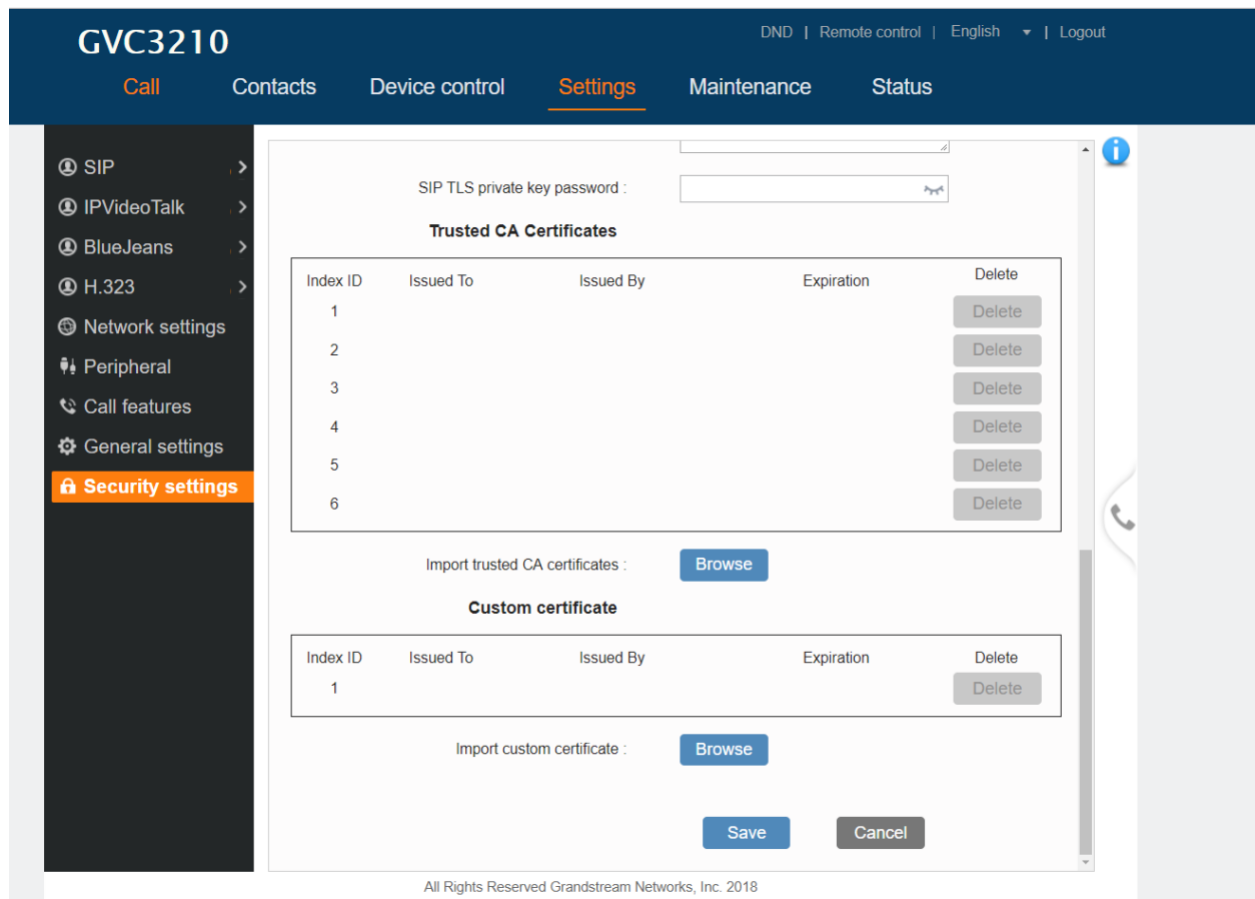 GVC3210
DND | Remote control | English | Logout
Call Contacts Device control Settings Maintenance Status
SIP
IPVideoTalk
BlueJeans
H.323
Network settings
Peripheral
Call features
General settings
Security settings
SIP TLS private key password :
Trusted CA Certificates
Index ID Issued To Issued By Expiration Delete
1 Delete
2 Delete
3 Delete
4 Delete
5 Delete
6 Delete
Import trusted CA certificates : Browse
Custom certificate
Index ID Issued To Issued By Expiration Delete
1 Delete
Import custom certificate : Browse
Save Cancel
All Rights Reserved Grandstream Networks, Inc. 2018